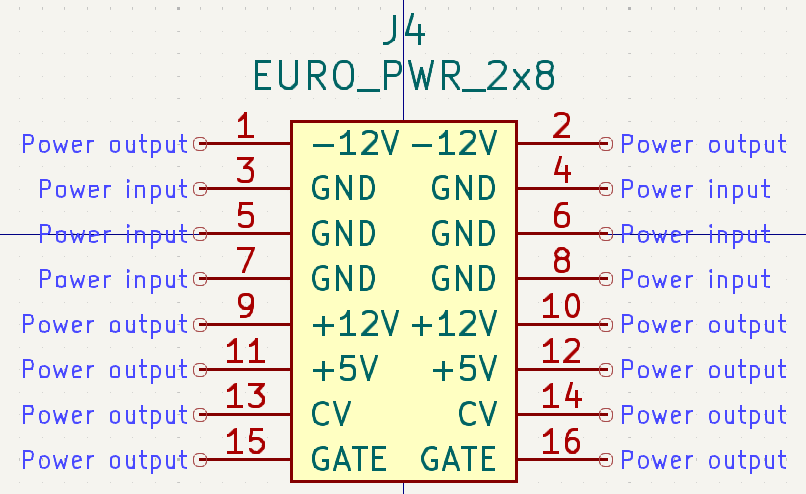 J4
EURO_PWR_2x8
Power output 1 -12V -12V 2 Power output
Power input 3 GND GND 4 Power input
Power input 5 GND GND 6 Power input
Power input 7 GND GND 8 Power input
Power output 9 +12V +12V 10 Power output
Power output 11 +5V +5V 12 Power output
Power output 13 CV CV 14 Power output
Power output 15 GATE GATE 16 Power output